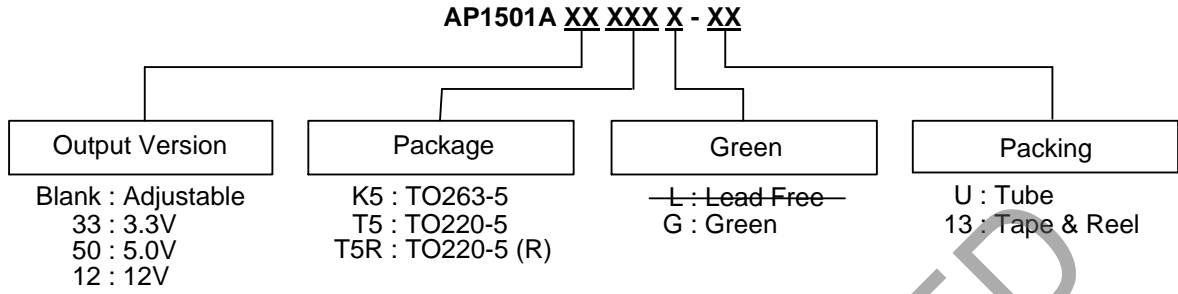 AP1501A XX XXX X - XX
Output Version
Package
Green
Packing
Blank : Adjustable
33 : 3.3V
50 : 5.0V
12 : 12V
K5 : TO263-5
T5 : TO220-5
T5R : TO220-5 (R)
L : Lead Free
G : Green
U : Tube
13 : Tape & Reel
ED